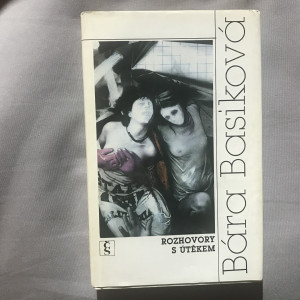 Bára Basiková
ROZHOVORY
S ÚTĚKEM